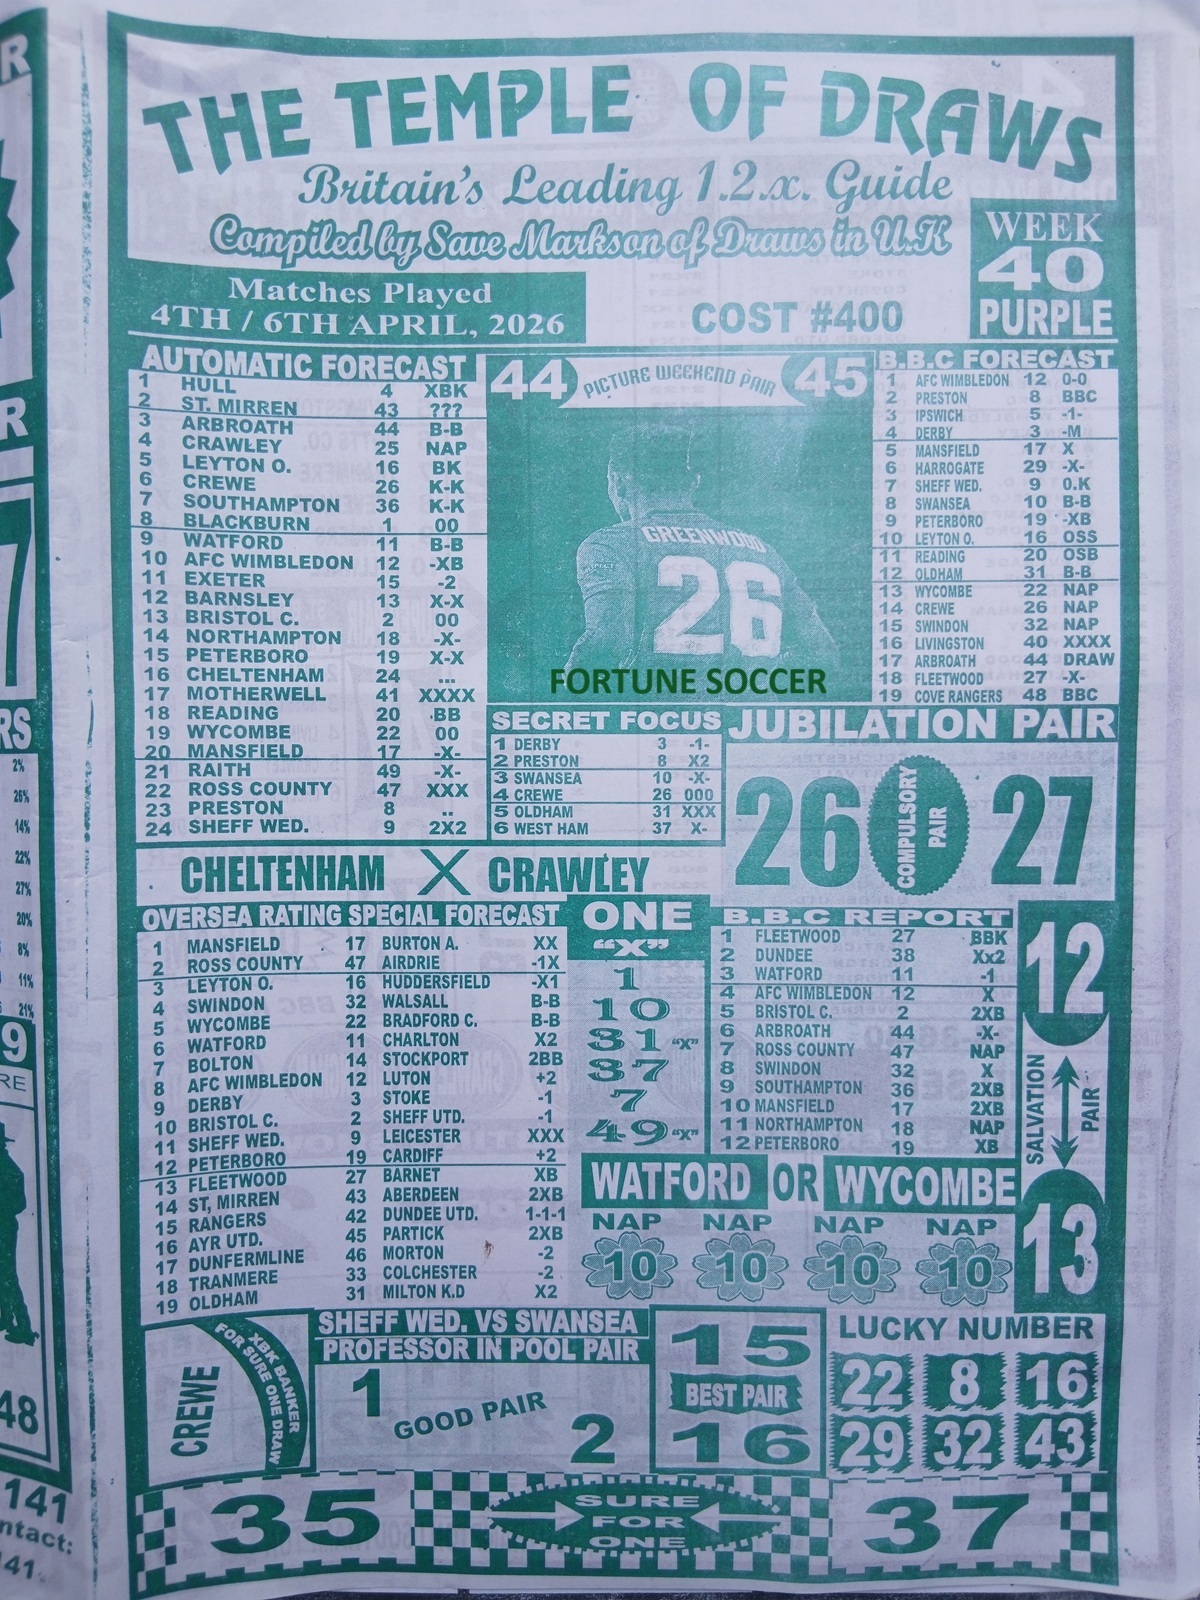 THE TEMPLE OF DRAWS
Britain's Leading 1.2.x. Guide
Compiled by Save Markson of Draws in U.K
WEEK
40
PURPLE
Matches Played
4TH / 6TH APRIL, 2026
COST #400
AUTOMATIC FORECAST
1 HULL 4 XBK
2 ST. MIRREN 43 ???
3 ARBROATH 44 B-B
4 CRAWLEY 25 NAP
5 LEYTON O. 16 BK
6 CREWE 26 K-K
7 SOUTHAMPTON 36 K-K
8 BLACKBURN 1 00
9 WATFORD 11 B-B
10 AFC WIMBLEDON 12 -XB
11 EXETER 15 -2
12 BARNSLEY 13 X-X
13 BRISTOL C. 2 00
14 NORTHAMPTON 18 -X-
15 PETERBORO 19 X-X
16 CHELTENHAM 24 ...
17 MOTHERWELL 41 XXXX
18 READING 20 BB
19 WYCOMBE 22 00
20 MANSFIELD 17 -X-
21 RAITH 49 -X-
22 ROSS COUNTY 47 XXX
23 PRESTON 8 ..
24 SHEFF WED. 9 2X2
44 PICTURE WEEKEND PAIR 45
GREENWOOD
26
FORTUNE SOCCER
B.B.C FORECAST
1 AFC WIMBLEDON 12 0-0
2 PRESTON 8 BBC
3 IPSWICH 5 -1-
4 DERBY 3 -M
5 MANSFIELD 17 X
6 HARROGATE 29 -X-
7 SHEFF WED. 9 0.K
8 SWANSEA 10 B-B
9 PETERBORO 19 -XB
10 LEYTON O. 16 OSS
11 READING 20 OSB
12 OLDHAM 31 B-B
13 WYCOMBE 22 NAP
14 CREWE 26 NAP
15 SWINDON 32 NAP
16 LIVINGSTON 40 XXXX
17 ARBROATH 44 DRAW
18 FLEETWOOD 27 -X-
19 COVE RANGERS 48 BBC
SECRET FOCUS
1 DERBY 3 -1-
2 PRESTON 8 X2
3 SWANSEA 10 -X-
4 CREWE 26 000
5 OLDHAM 31 XXX
6 WEST HAM 37 X-
JUBILATION PAIR
26 COMPULSORY PAIR 27
CHELTENHAM X CRAWLEY
OVERSEA RATING SPECIAL FORECAST
1 MANSFIELD 17 BURTON A. XX
2 ROSS COUNTY 47 AIRDRIE -1X
3 LEYTON O. 16 HUDDERSFIELD -X1
4 SWINDON 32 WALSALL B-B
5 WYCOMBE 22 BRADFORD C. B-B
6 WATFORD 11 CHARLTON X2
7 BOLTON 14 STOCKPORT 2BB
8 AFC WIMBLEDON 12 LUTON +2
9 DERBY 3 STOKE -1
10 BRISTOL C. 2 SHEFF UTD. -1
11 SHEFF WED. 9 LEICESTER XXX
12 PETERBORO 19 CARDIFF +2
13 FLEETWOOD 27 BARNET XB
14 ST, MIRREN 43 ABERDEEN 2XB
15 RANGERS 42 DUNDEE UTD. 1-1-1
16 AYR UTD. 45 PARTICK 2XB
17 DUNFERMLINE 46 MORTON -2
18 TRANMERE 33 COLCHESTER -2
19 OLDHAM 31 MILTON K.D X2
ONE
"X"
1
10
31 "X"
37
7
49 "X"
B.B.C REPORT
1 FLEETWOOD 27 BBK
2 DUNDEE 38 Xx2
3 WATFORD 11 -1
4 AFC WIMBLEDON 12 X
5 BRISTOL C. 2 2XB
6 ARBROATH 44 -X-
7 ROSS COUNTY 47 NAP
8 SWINDON 32 X
9 SOUTHAMPTON 36 2XB
10 MANSFIELD 17 2XB
11 NORTHAMPTON 18 NAP
12 PETERBORO 19 XB
12
SALVATION PAIR
13
WATFORD OR WYCOMBE
NAP NAP NAP NAP
10 10 10 10
CREWE
XBK BANKER
FOR SURE ONE DRAW
SHEFF WED. VS SWANSEA
PROFESSOR IN POOL PAIR
1 GOOD PAIR 2
15
BEST PAIR
16
LUCKY NUMBER
22 8 16
29 32 43
35 SURE FOR ONE 37
R
R
7
RS
2%
26%
14%
22%
27%
20%
8%
11%
21%
9
RE
48
141
ntact:
41.